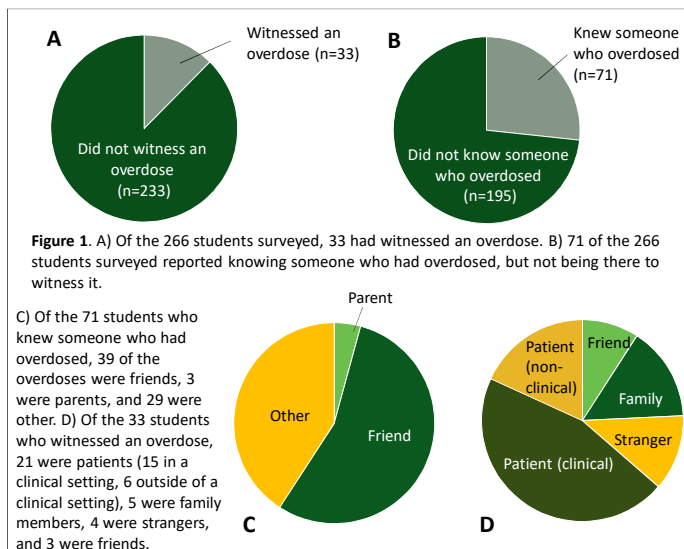 A
Witnessed an
overdose (n=33)
Did not witness an
overdose
(n=233)
B
Knew someone
who overdosed
(n=71)
Did not know someone
who overdosed
(n=195)
Figure 1. A) Of the 266 students surveyed, 33 had witnessed an overdose. B) 71 of the 266
students surveyed reported knowing someone who had overdosed, but not being there to
witness it.
C) Of the 71 students who
knew someone who had
overdosed, 39 of the
overdoses were friends, 3
were parents, and 29 were
other. D) Of the 33 students
who witnessed an overdose,
21 were patients (15 in a
clinical setting, 6 outside of a
clinical setting), 5 were family
members, 4 were strangers,
and 3 were friends.
Parent
Other
Friend
C
Patient
(non-
clinical)
Friend
Family
Stranger
Patient (clinical)
D